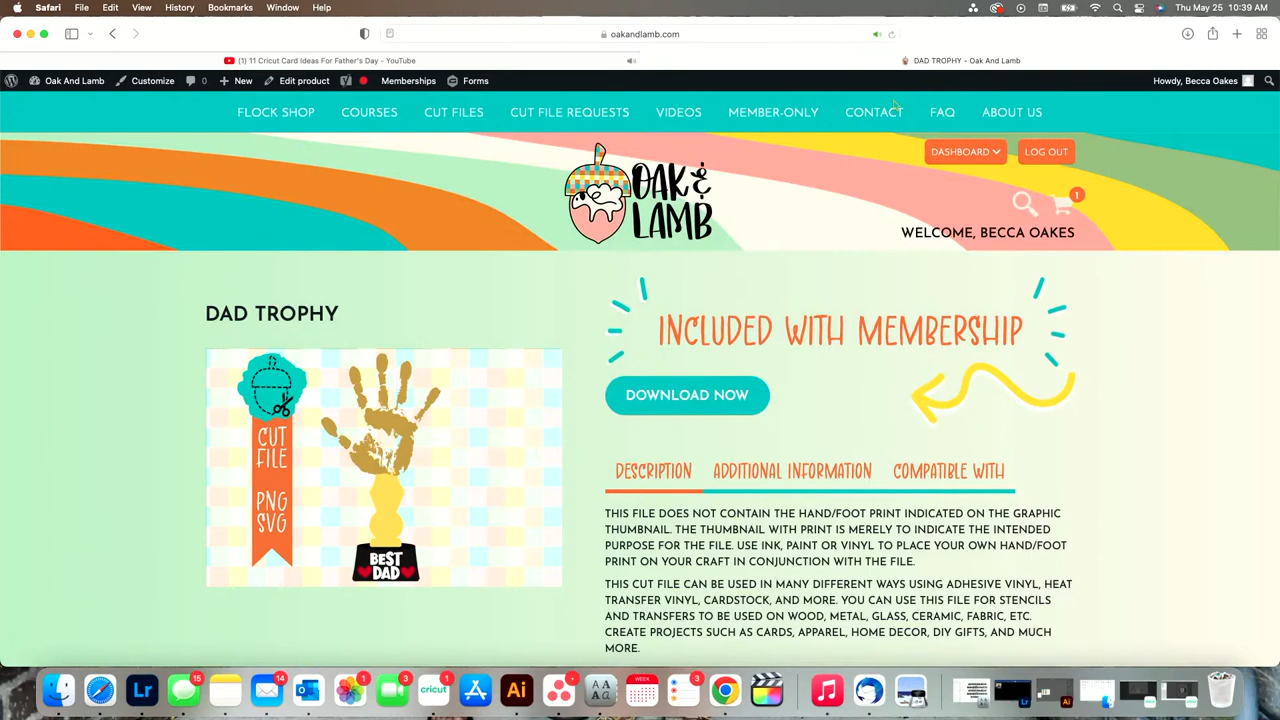 Safari File Edit View History Bookmarks Window Help
Thu May 25 10:39 AM
oakandlamb.com
(1) 11 Cricut Card Ideas For Father's Day - YouTube
DAD TROPHY - Oak And Lamb
Oak And Lamb Customize 0 New Edit product Memberships Forms
Howdy, Becca Oakes
FLOCK SHOP COURSES CUT FILES CUT FILE REQUESTS VIDEOS MEMBER-ONLY CONTACT FAQ ABOUT US
DASHBOARD LOG OUT
OAK &
LAMB
1
WELCOME, BECCA OAKES
DAD TROPHY
INCLUDED WITH MEMBERSHIP
DOWNLOAD NOW
CUT
FILE
PNG
SVG
BEST
DAD
DESCRIPTION ADDITIONAL INFORMATION COMPATIBLE WITH
THIS FILE DOES NOT CONTAIN THE HAND/FOOT PRINT INDICATED ON THE GRAPHIC
THUMBNAIL. THE THUMBNAIL WITH PRINT IS MERELY TO INDICATE THE INTENDED
PURPOSE FOR THE FILE. USE INK, PAINT OR VINYL TO PLACE YOUR OWN HAND/FOOT
PRINT ON YOUR CRAFT IN CONJUNCTION WITH THE FILE.
THIS CUT FILE CAN BE USED IN MANY DIFFERENT WAYS USING ADHESIVE VINYL, HEAT
TRANSFER VINYL, CARDSTOCK, AND MORE. YOU CAN USE THIS FILE FOR STENCILS
AND TRANSFERS TO BE USED ON WOOD, METAL, GLASS, CERAMIC, FABRIC, ETC.
CREATE PROJECTS SUCH AS CARDS, APPAREL, HOME DECOR, DIY GIFTS, AND MUCH
MORE.
15 14 1 3 1 3
Lr cricut Ai